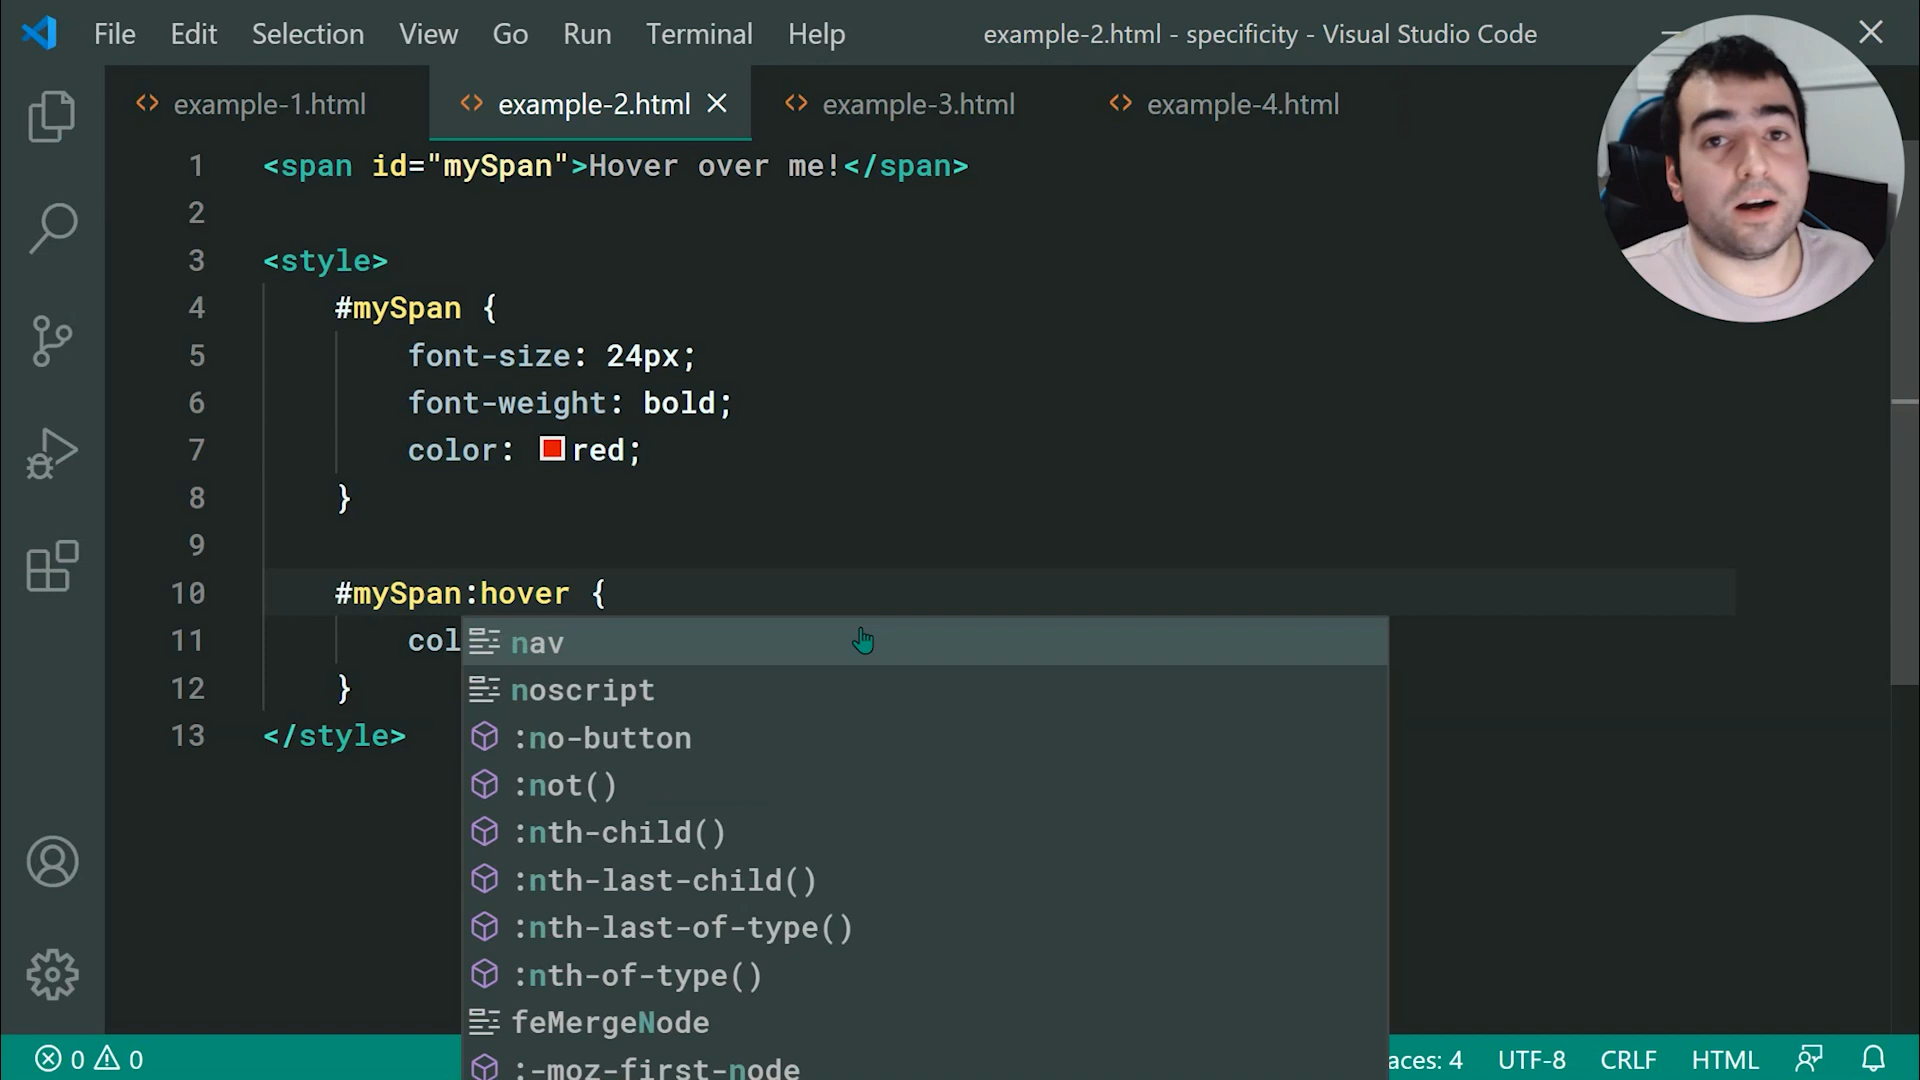 File Edit Selection View Go Run Terminal Help example-2.html - specificity - Visual Studio Code
example-1.html example-2.html example-3.html example-4.html
1 <span id="mySpan">Hover over me!</span>
2
3 <style>
4 #mySpan {
5 font-size: 24px;
6 font-weight: bold;
7 color: red;
8 }
9
10 #mySpan:hover {
11 col
12 }
13 </style>
nav
noscript
:no-button
:not()
:nth-child()
:nth-last-child()
:nth-last-of-type()
:nth-of-type()
feMergeNode
:-moz-first-node
0 0 aces: 4 UTF-8 CRLF HTML